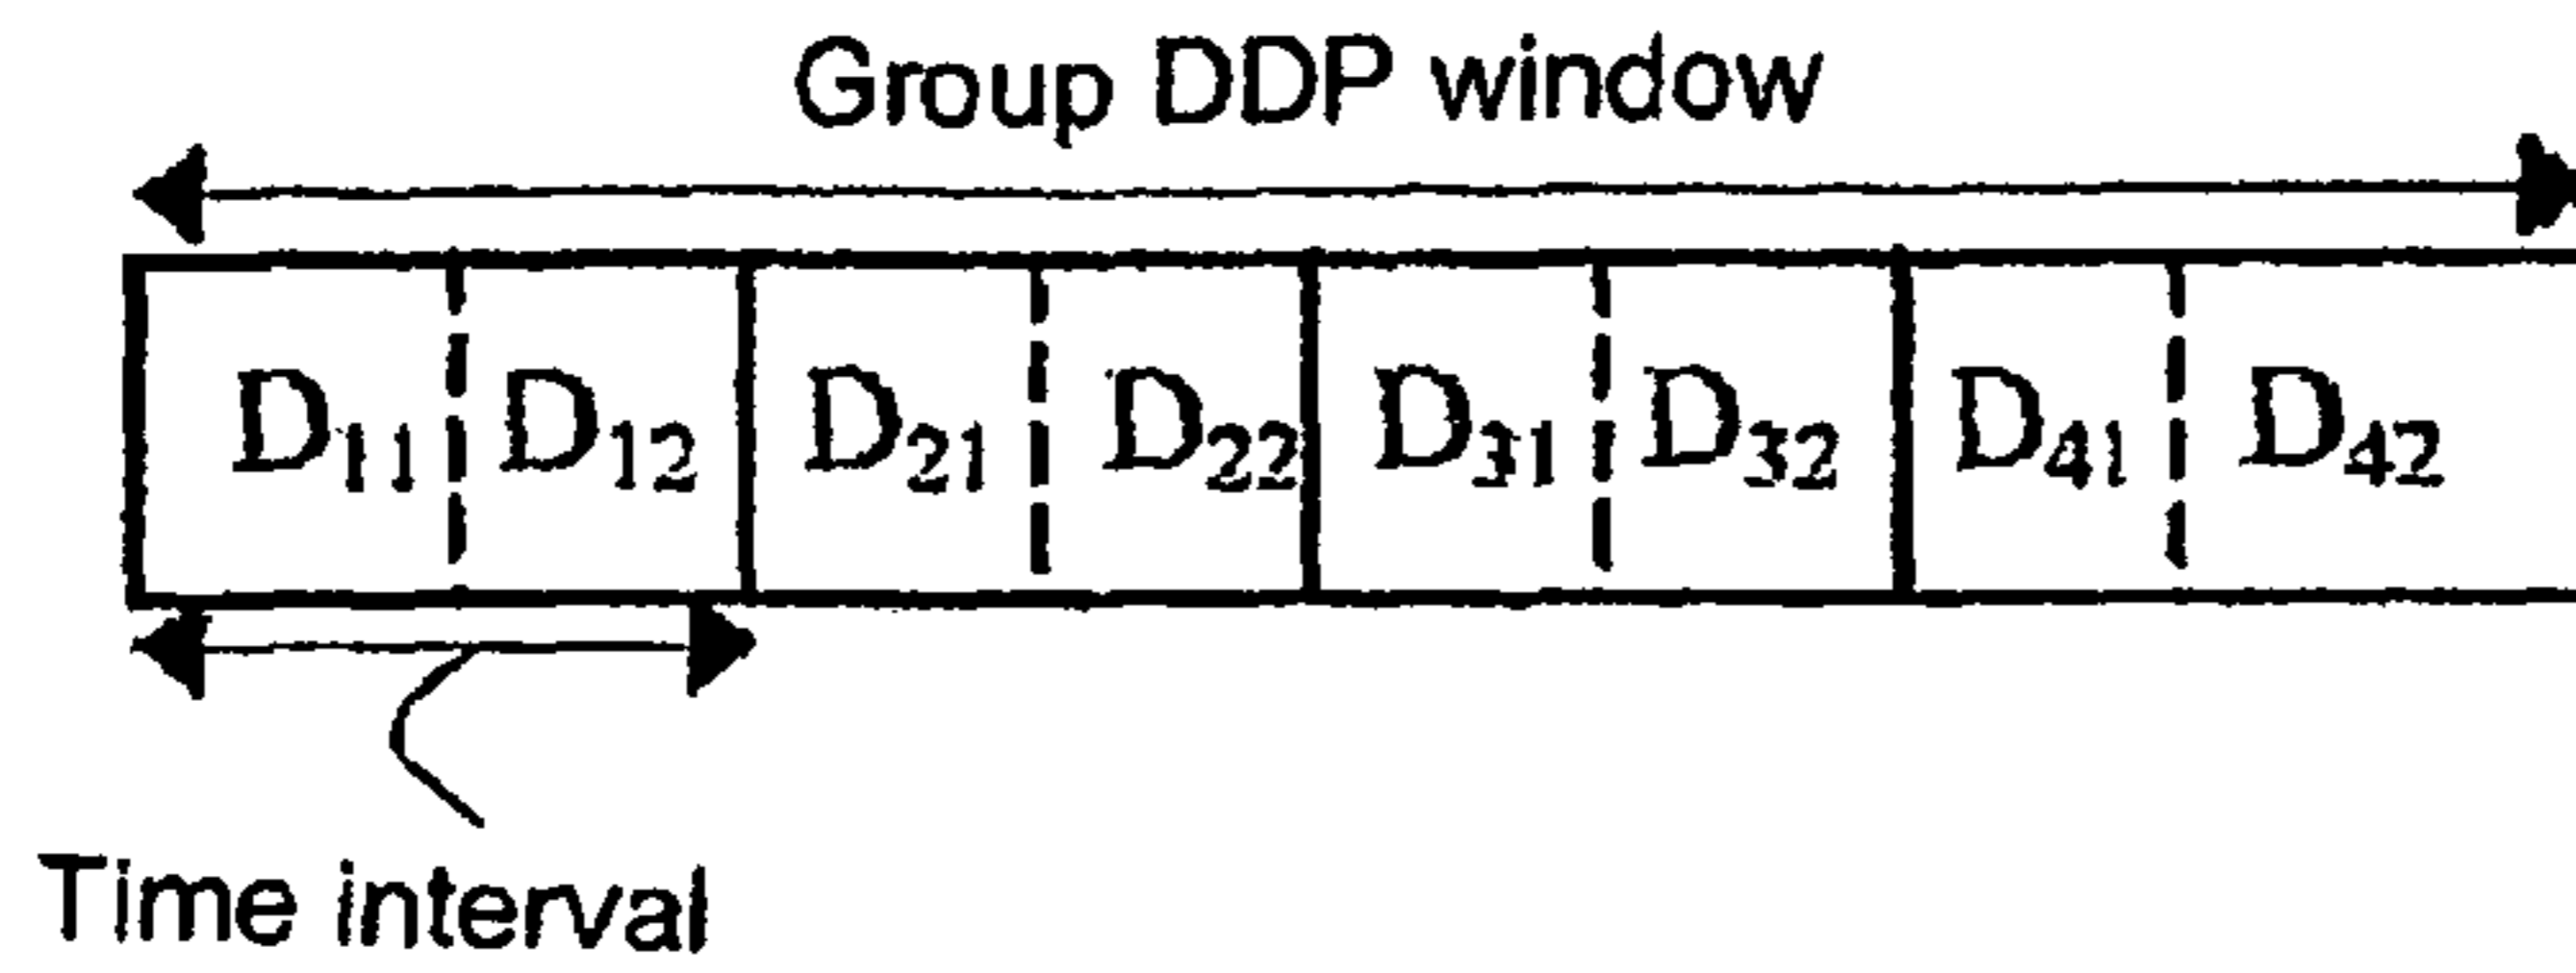 Group DDP window
D11 D12 D21 D22 D31 D32 D41 D42
Time interval